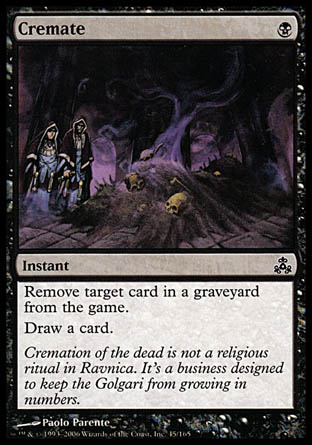 Cremate
Instant
Remove target card in a graveyard
from the game.
Draw a card.
Cremation of the dead is not a religious
ritual in Ravnica. It's a business designed
to keep the Golgari from growing in
numbers.
Paolo Parente
™ & © 1993-2006 Wizards of the Coast, Inc. 45/165